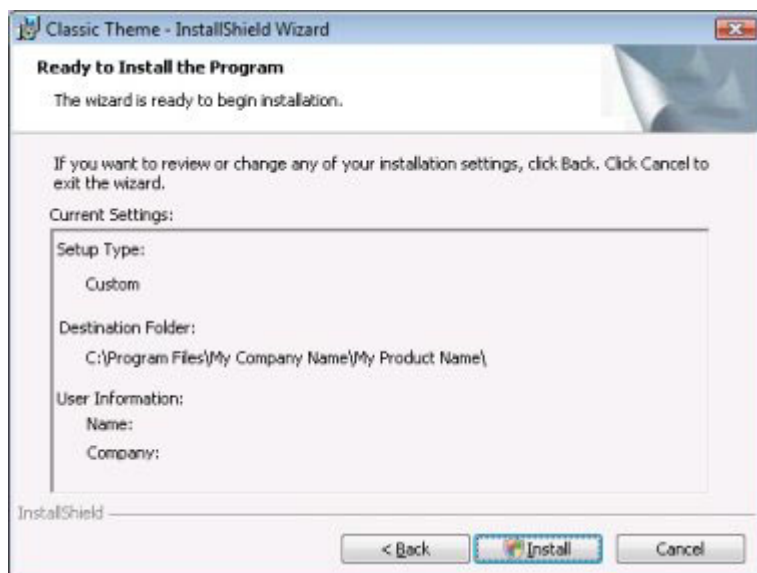 Classic Theme - InstallShield Wizard
Ready to Install the Program
The wizard is ready to begin installation.
If you want to review or change any of your installation settings, click Back. Click Cancel to
exit the wizard.
Current Settings:
Setup Type:
Custom
Destination Folder:
C:\Program Files\My Company Name\My Product Name\
User Information:
Name:
Company:
InstallShield
< Back
Install
Cancel